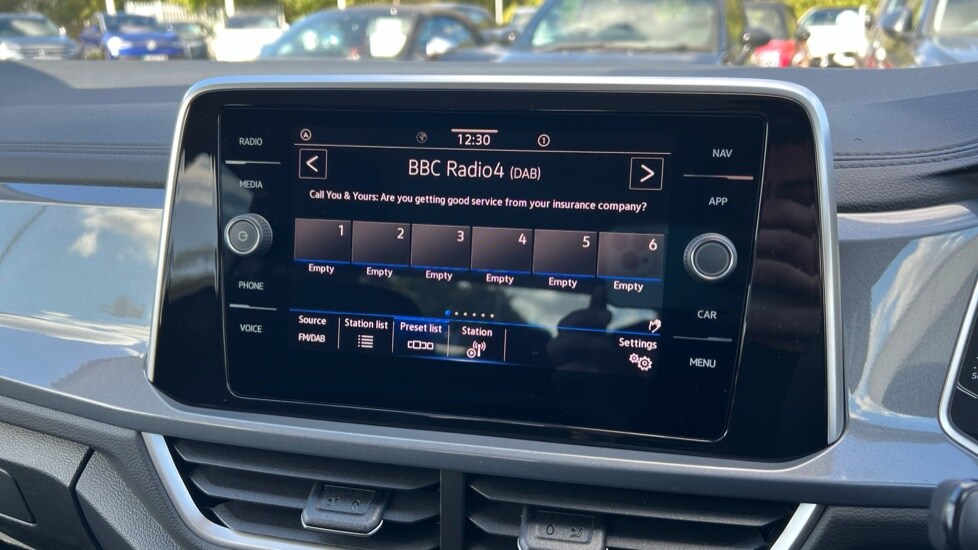 12:30
RADIO
MEDIA
PHONE
VOICE
BBC Radio4 (DAB)
Call You & Yours: Are you getting good service from your insurance company?
1 2 3 4 5 6
Empty Empty Empty Empty Empty Empty
Source Station list Preset list Station Settings
FM/DAB
NAV
APP
CAR
MENU